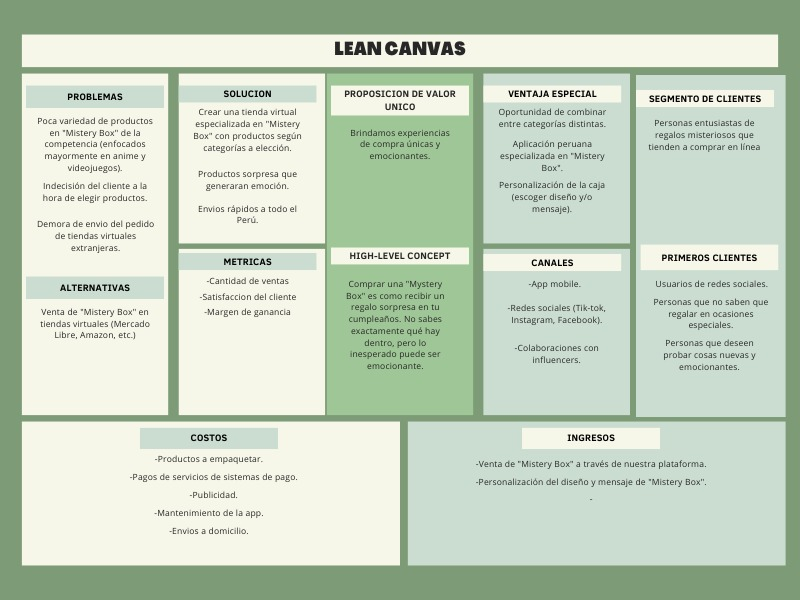 LEAN CANVAS
PROBLEMAS
Poca variedad de productos
en "Mistery Box" de la
competencia (enfocados
mayormente en anime y
videojuegos).
Indecisión del cliente a la
hora de elegir productos.
Demora de envio del pedido
de tiendas virtuales
extranjeras.
ALTERNATIVAS
Venta de "Mistery Box" en
tiendas virtuales (Mercado
Libre, Amazon, etc.)
SOLUCION
Crear una tienda virtual
especializada en "Mistery
Box" con productos según
categorías a elección.
Productos sorpresa que
generaran emoción.
Envios rápidos a todo el
Perú.
METRICAS
-Cantidad de ventas
-Satisfaccion del cliente
-Margen de ganancia
PROPOSICION DE VALOR
UNICO
Brindamos experiencias
de compra únicas y
emocionantes.
HIGH-LEVEL CONCEPT
Comprar una "Mystery
Box" es como recibir un
regalo sorpresa en tu
cumpleaños. No sabes
exactamente qué hay
dentro, pero lo
inesperado puede ser
emocionante.
VENTAJA ESPECIAL
Oportunidad de combinar
entre categorías distintas.
Aplicación peruana
especializada en "Mistery
Box".
Personalización de la caja
(escoger diseño y/o
mensaje).
CANALES
-App mobile.
-Redes sociales (Tik-tok,
Instagram, Facebook).
-Colaboraciones con
influencers.
SEGMENTO DE CLIENTES
Personas entusiastas de
regalos misteriosos que
tienden a comprar en línea
PRIMEROS CLIENTES
Usuarios de redes sociales.
Personas que no saben que
regalar en ocasiones
especiales.
Personas que deseen
probar cosas nuevas y
emocionantes.
COSTOS
-Productos a empaquetar.
-Pagos de servicios de sistemas de pago.
-Publicidad.
-Mantenimiento de la app.
-Envios a domicilio.
INGRESOS
-Venta de "Mistery Box" a través de nuestra plataforma.
-Personalización del diseño y mensaje de "Mistery Box".
-